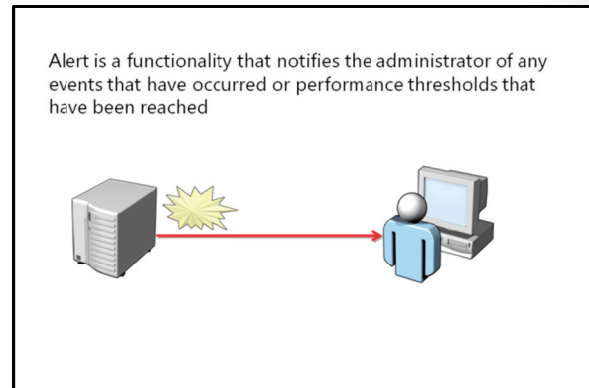 Alert is a functionality that notifies the administrator of any
events that have occurred or performance thresholds that
have been reached